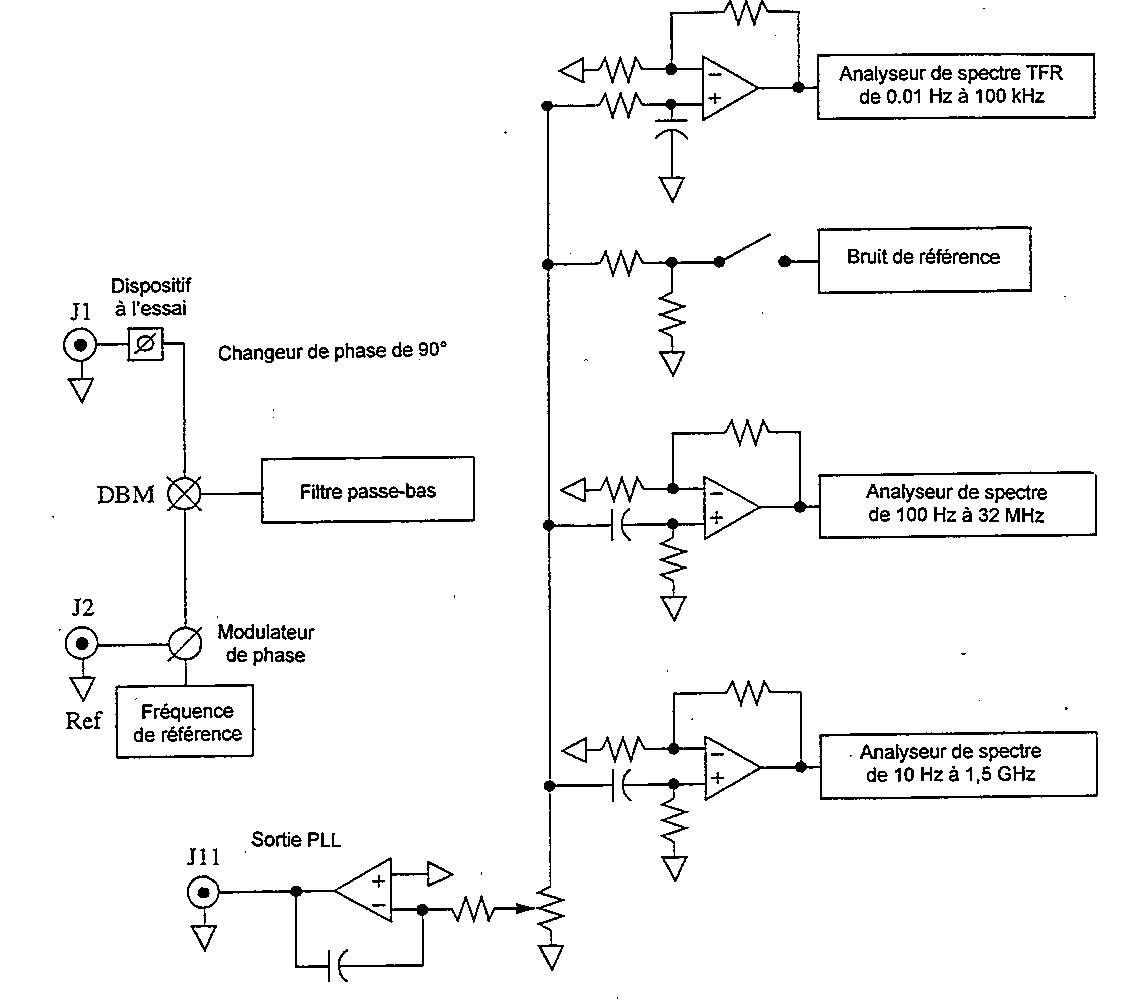 Analyseur de spectre TFR
de 0.01 Hz à 100 kHz
Bruit de référence
Dispositif
à l'essai
J1
Changeur de phase de 90°
DBM
Filtre passe-bas
Analyseur de spectre
de 100 Hz à 32 MHz
J2
Modulateur
de phase
Ref
Fréquence
de référence
Analyseur de spectre
de 10 Hz à 1,5 GHz
Sortie PLL
J11